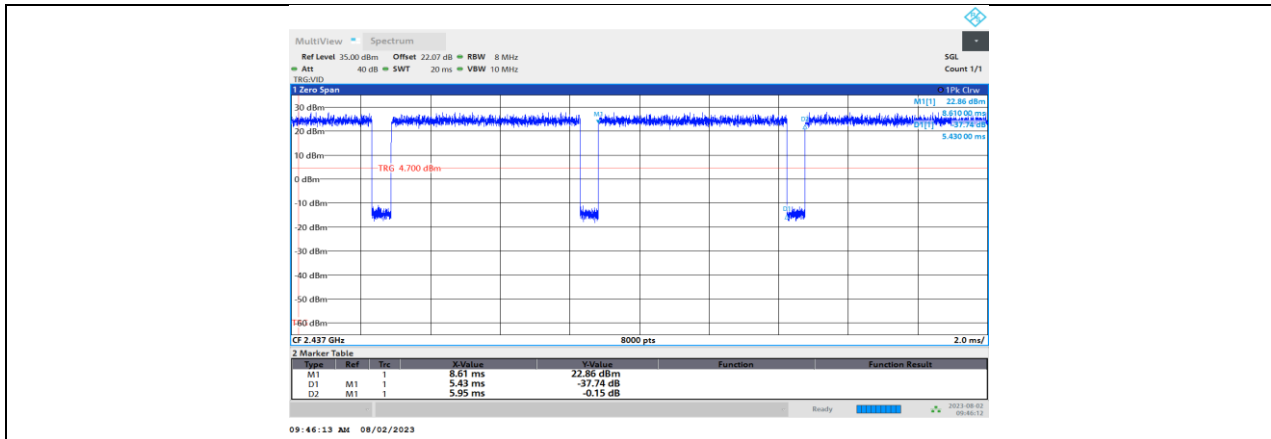 MultiView Spectrum
Ref Level 35.00 dBm Offset 22.07 dB RBW 8 MHz SGL
Att 40 dB SWT 20 ms VBW 10 MHz Count 1/1
TRG:VID
1 Zero Span 1Pk Clrw
M1[1] 22.86 dBm
8.610 00 ms
D1[1] -37.74 dB
5.430 00 ms
30 dBm
M1
20 dBm
10 dBm
TRG 4.700 dBm
0 dBm
-10 dBm
D1
-20 dBm
-30 dBm
-40 dBm
-50 dBm
-60 dBm
CF 2.437 GHz 8000 pts 2.0 ms/
2 Marker Table
Type Ref Trc X-Value Y-Value Function Function Result
M1 1 8.61 ms 22.86 dBm
D1 M1 1 5.43 ms -37.74 dB
D2 M1 1 5.95 ms -0.15 dB
Ready 2023-08-02
09:46:12
09:46:13 AM 08/02/2023